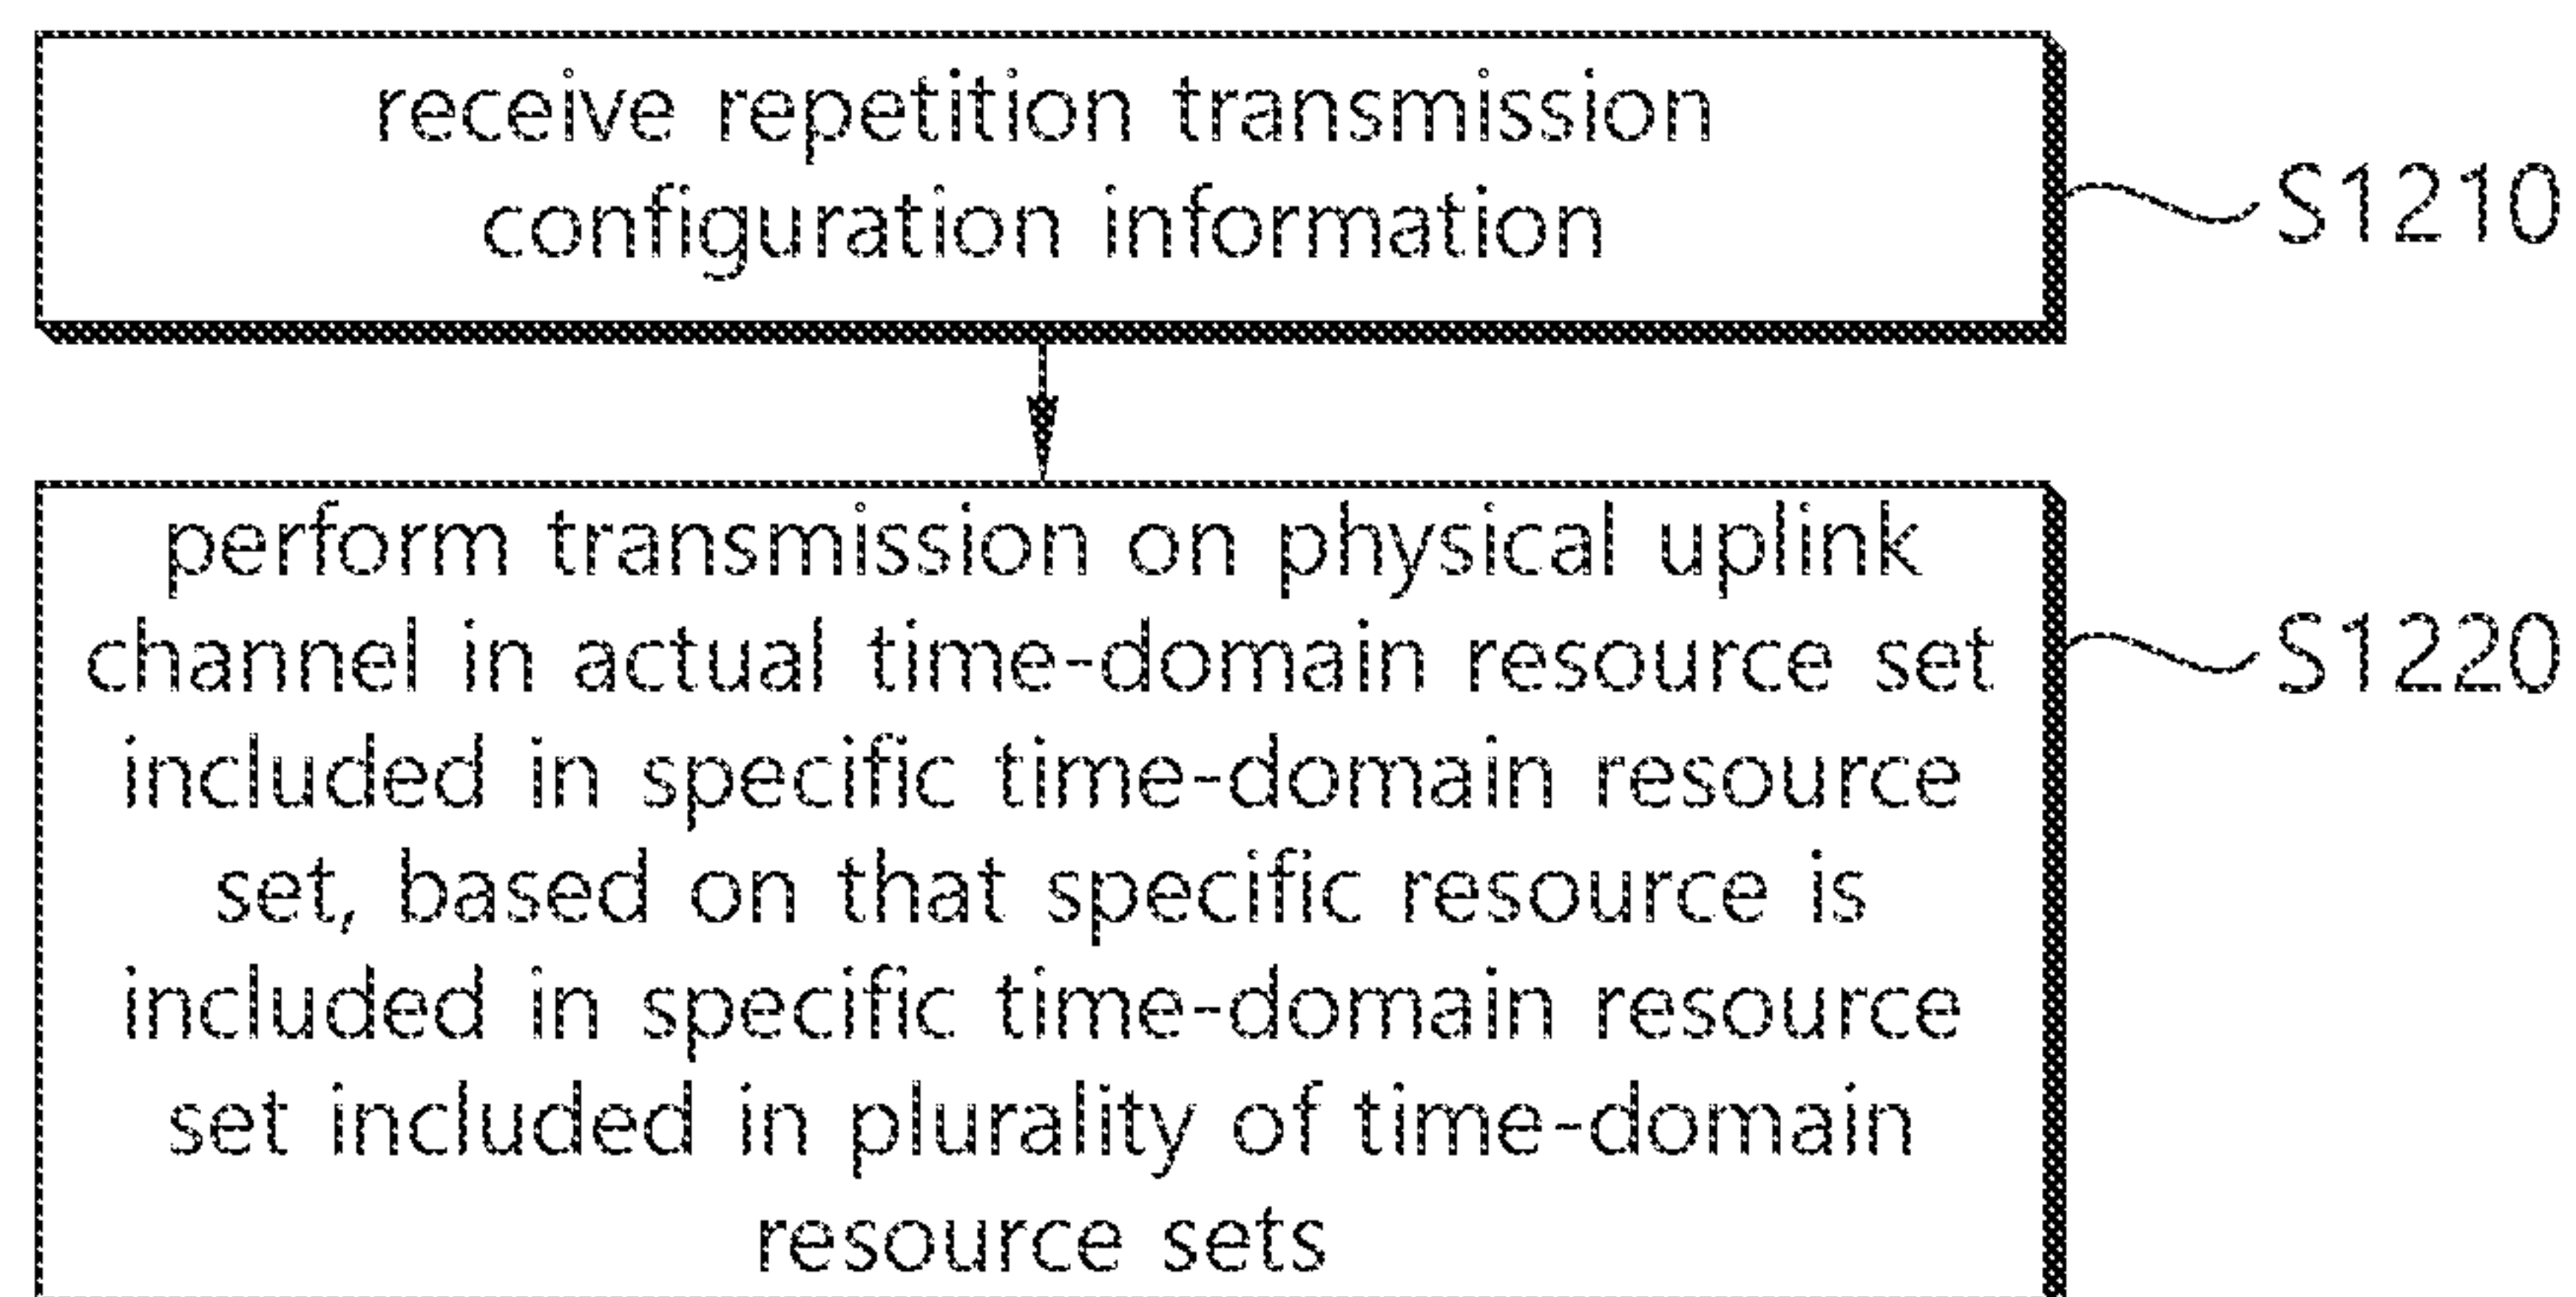 receive repetition transmission
configuration information
S1210
perform transmission on physical uplink
channel in actual time-domain resource set
included in specific time-domain resource
set, based on that specific resource is
included in specific time-domain resource
set included in plurality of time-domain
resource sets
S1220